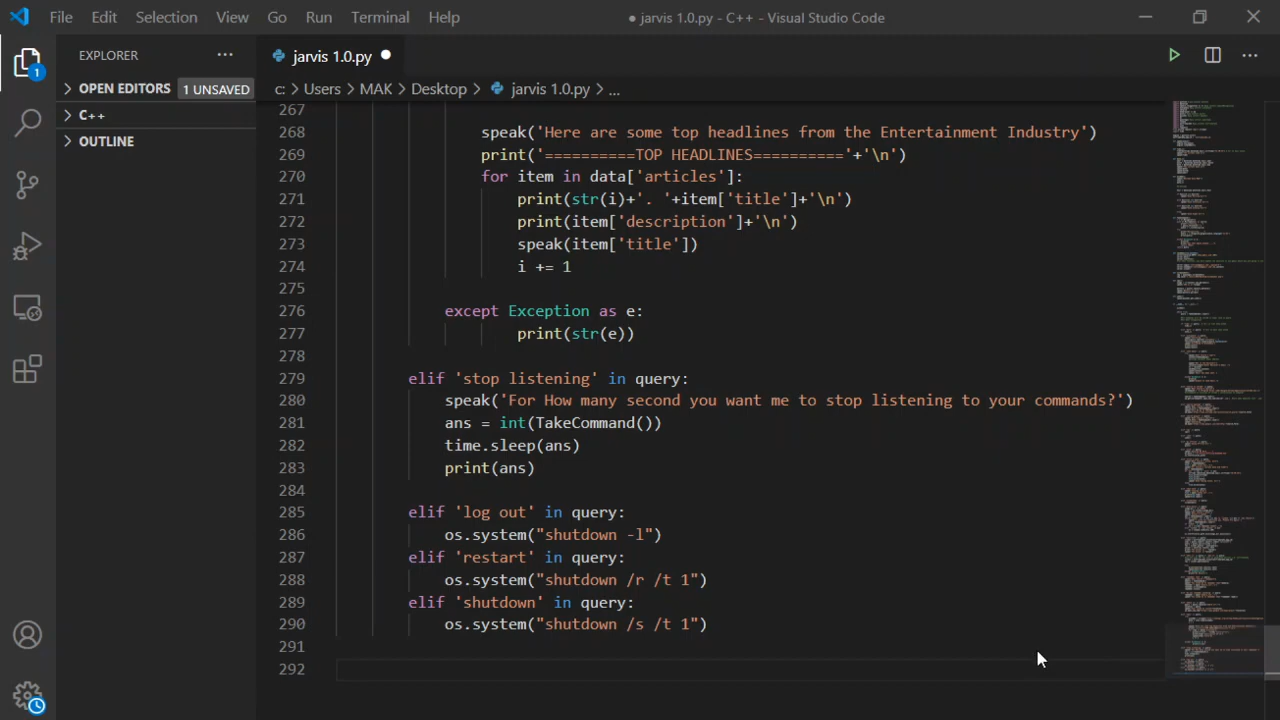 File Edit Selection View Go Run Terminal Help
● jarvis 1.0.py - C++ - Visual Studio Code
EXPLORER
OPEN EDITORS 1 UNSAVED
C++
OUTLINE
1
jarvis 1.0.py
c: > Users > MAK > Desktop > jarvis 1.0.py > ...
267
268 speak('Here are some top headlines from the Entertainment Industry')
269 print('==========TOP HEADLINES=========='+'\n')
270 for item in data['articles']:
271 print(str(i)+'. '+item['title']+'\n')
272 print(item['description']+'\n')
273 speak(item['title'])
274 i += 1
275
276 except Exception as e:
277 print(str(e))
278
279 elif 'stop listening' in query:
280 speak('For How many second you want me to stop listening to your commands?')
281 ans = int(TakeCommand())
282 time.sleep(ans)
283 print(ans)
284
285 elif 'log out' in query:
286 os.system("shutdown -l")
287 elif 'restart' in query:
288 os.system("shutdown /r /t 1")
289 elif 'shutdown' in query:
290 os.system("shutdown /s /t 1")
291
292